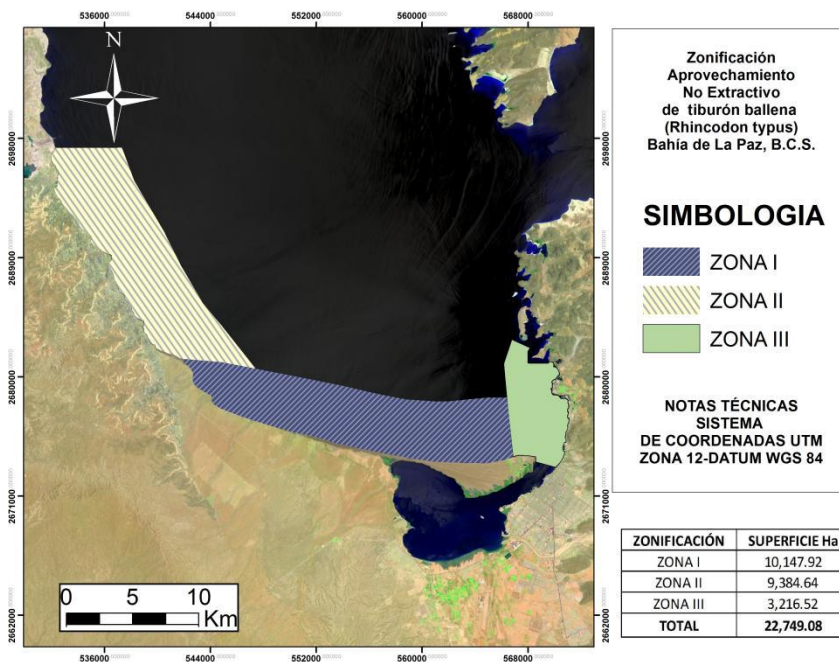 536000 544000 552000 560000 568000
N
2698000 2698000
2689000 2689000
2680000 2680000
2671000 2671000
2662000 2662000
0 5 10
Km
536000 544000 552000 560000 568000
Zonificación
Aprovechamiento
No Extractivo
de tiburón ballena
(Rhincodon typus)
Bahía de La Paz, B.C.S.
SIMBOLOGIA
ZONA I
ZONA II
ZONA III
NOTAS TÉCNICAS
SISTEMA
DE COORDENADAS UTM
ZONA 12-DATUM WGS 84
ZONIFICACIÓN SUPERFICIE Ha
ZONA I 10,147.92
ZONA II 9,384.64
ZONA III 3,216.52
TOTAL 22,749.08